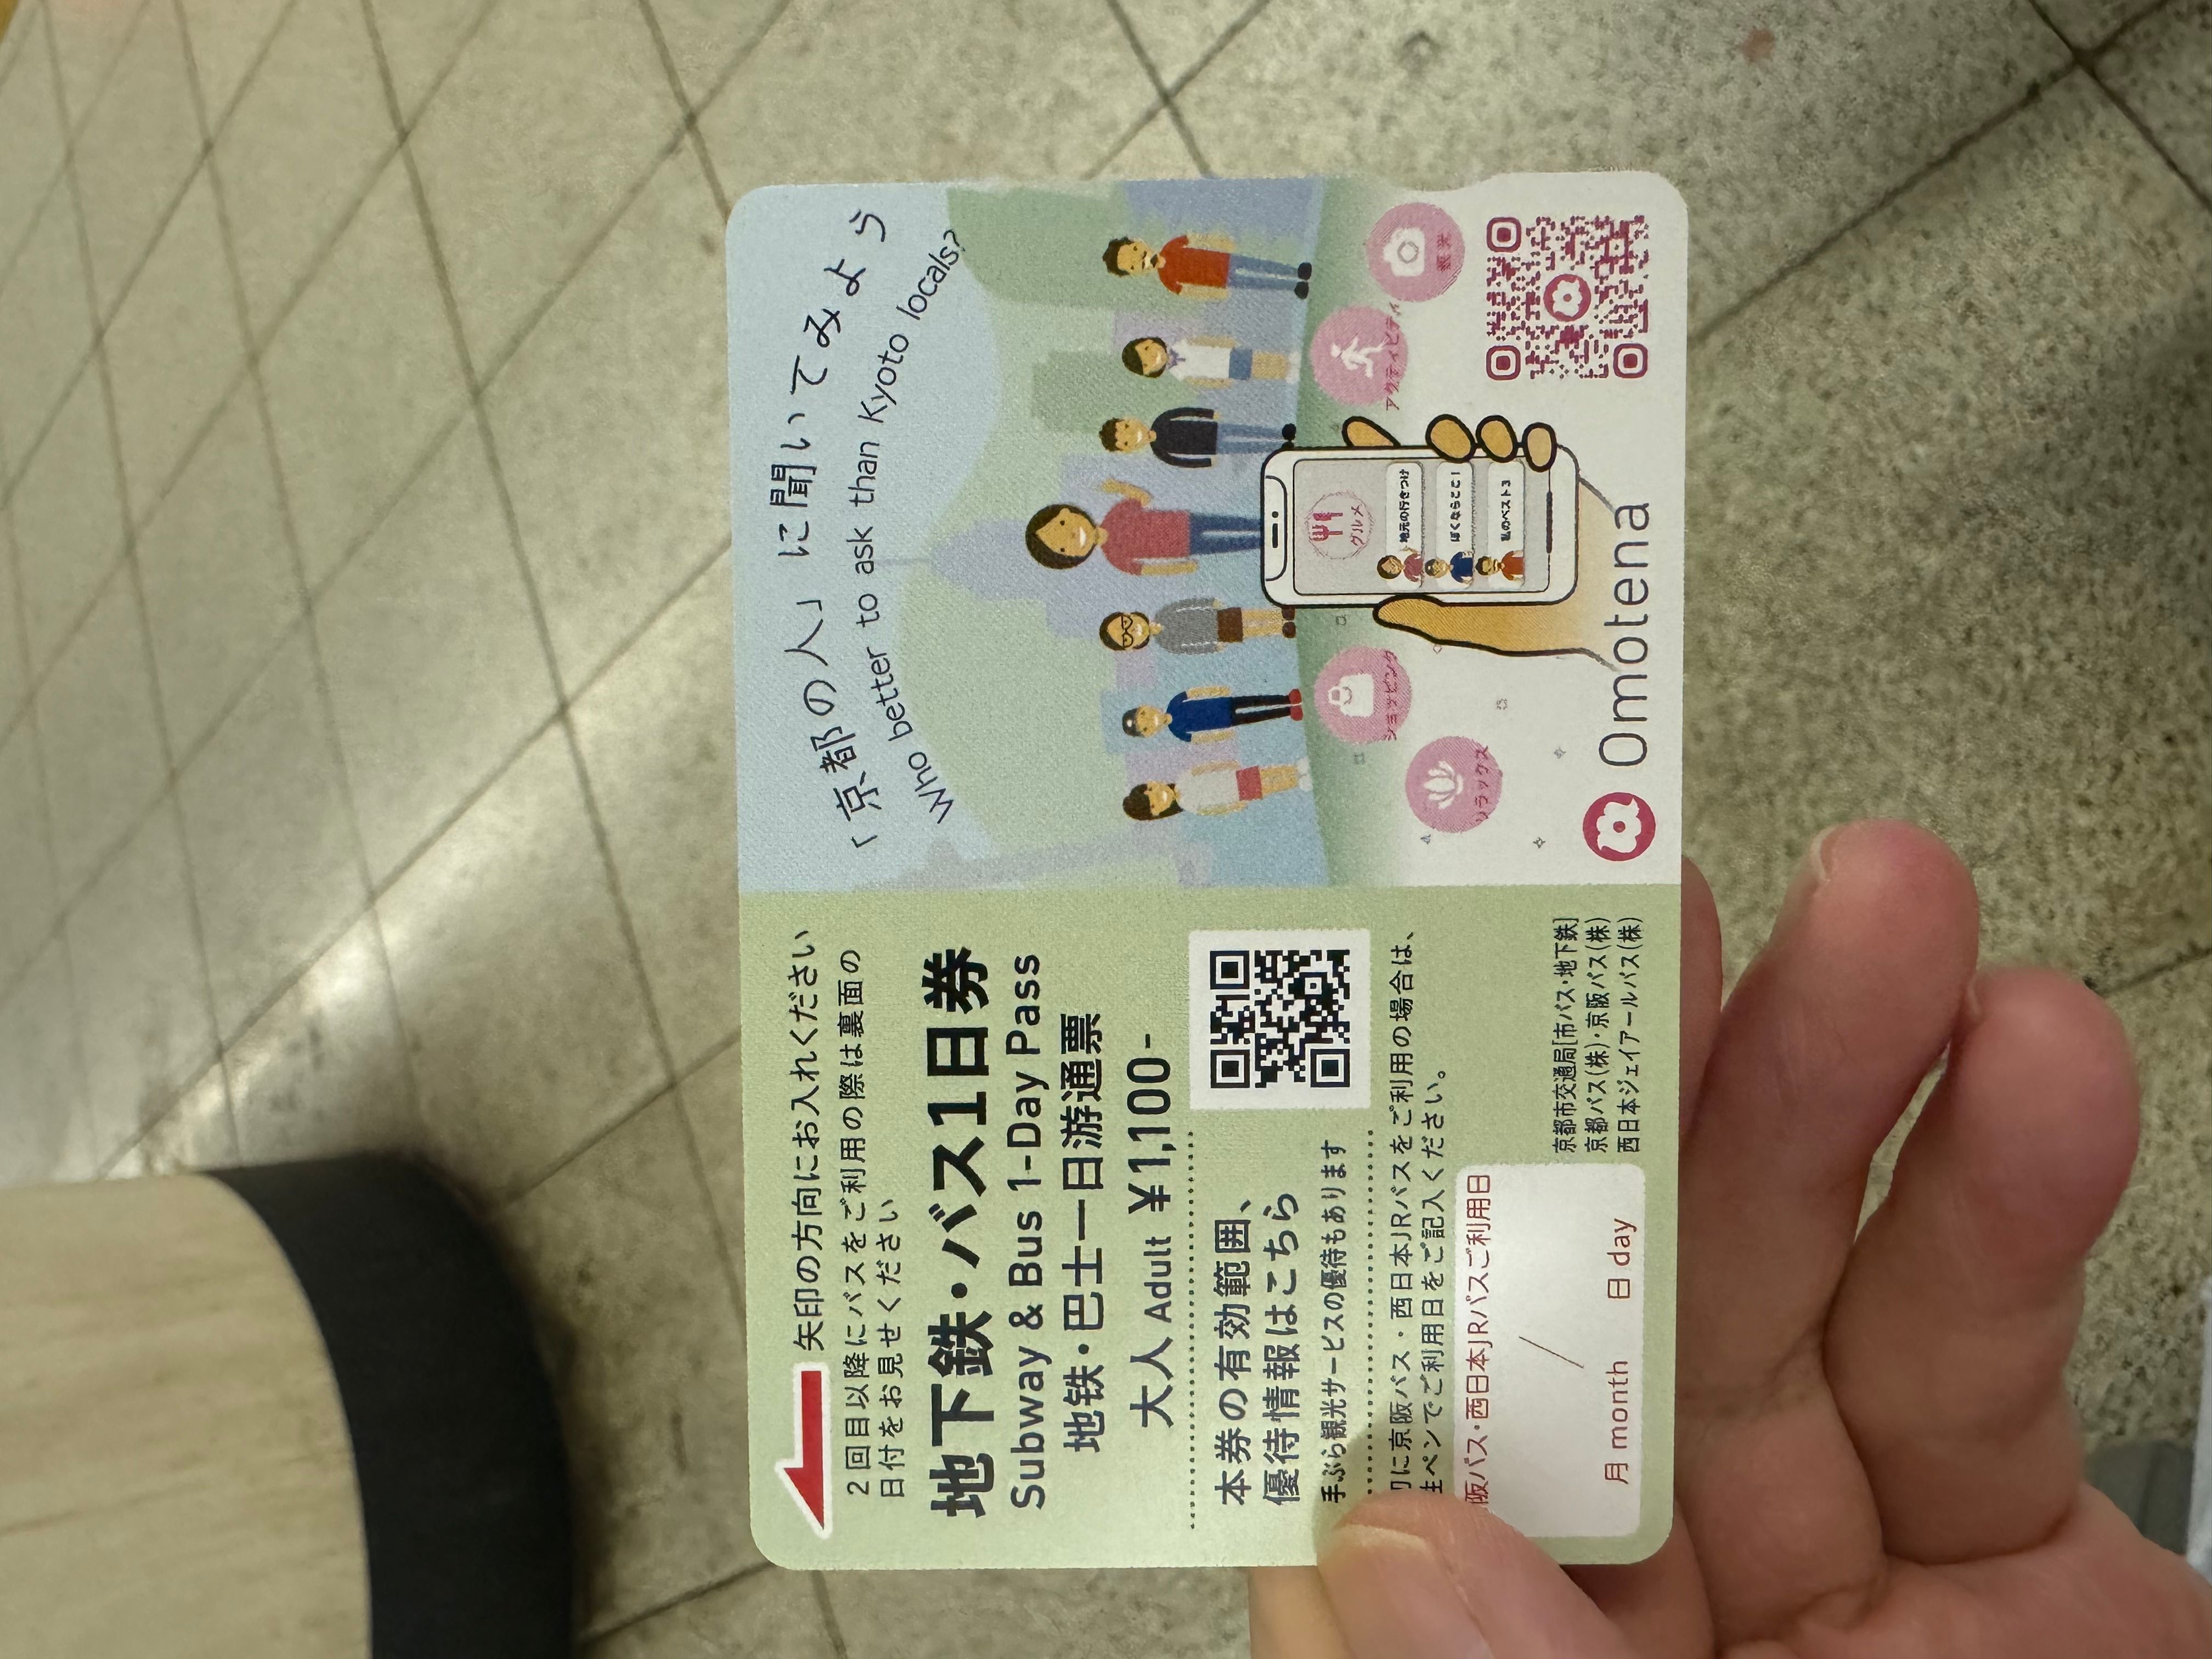 矢印の方向にお入れください
2回目以降にバスをご利用の際は裏面の
日付をお見せください
地下鉄・バス1日券
Subway & Bus 1-Day Pass
地铁・巴士一日游通票
大人 Adult ¥1,100-
本券の有効範囲、
優待情報はこちら
手ぶら観光サービスの優待もあります
に京阪バス・西日本JRバスをご利用の場合は、
ペンでご利用日をご記入ください。
阪バス・西日本JRバスご利用日
/
月 month 日 day
京都市交通局[市バス・地下鉄]
京都バス(株)・京阪バス(株)
西日本ジェイアールバス(株)
「京都の人」に聞いてみよう
Who better to ask than Kyoto locals?
グルメ
ショッピング
アクティビティ
リラックス
観光
地元の行きつけ
ぼくならここ！
私のベスト3
Omotena